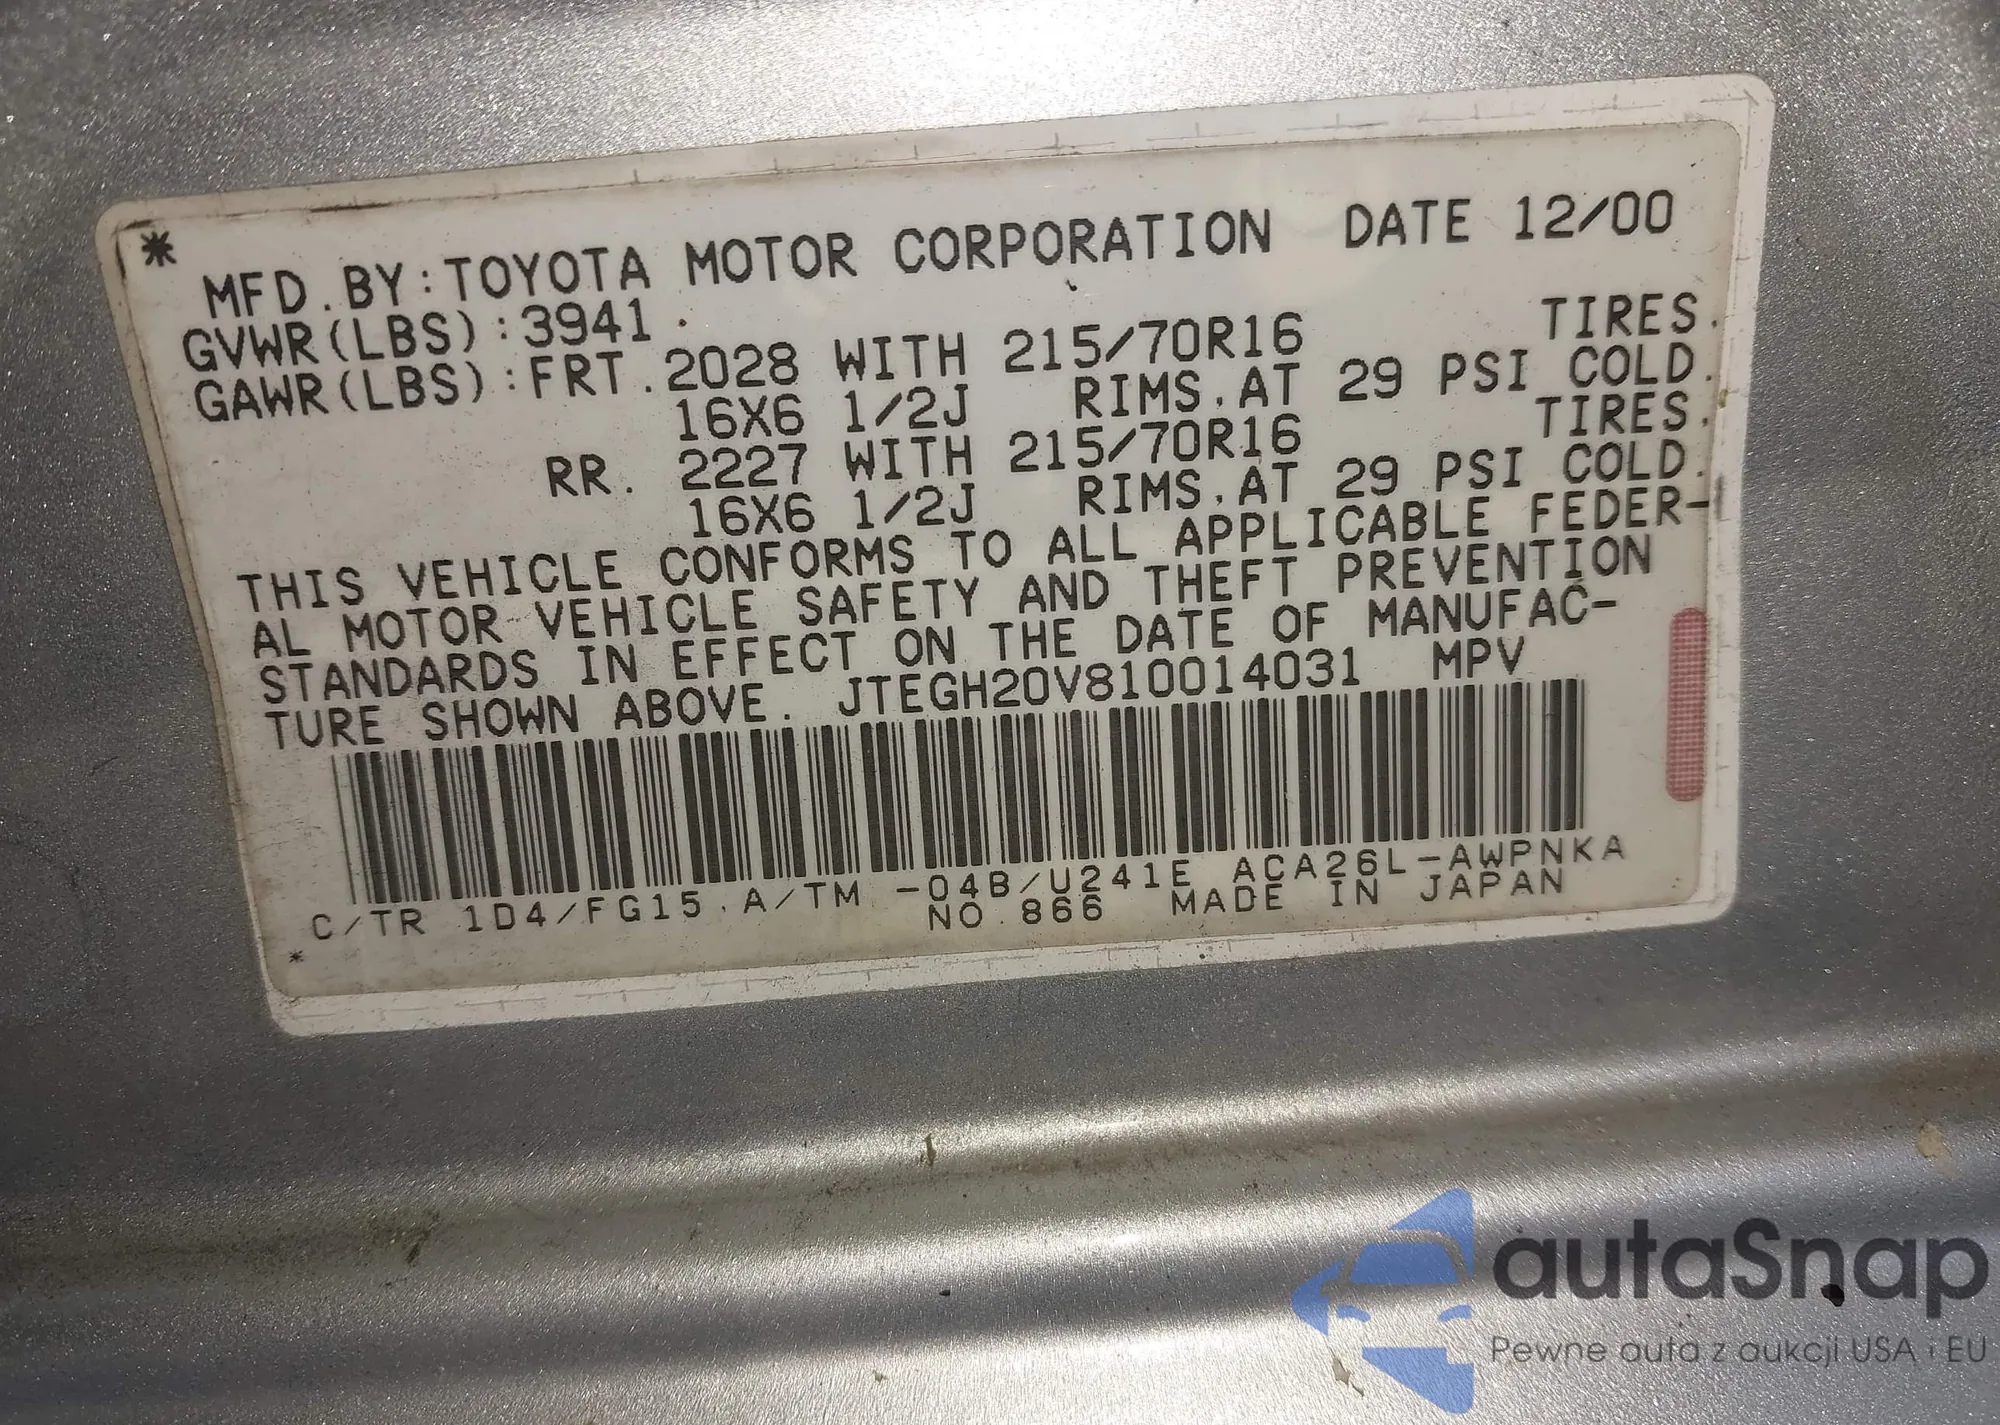 *
MFD.BY:TOYOTA MOTOR CORPORATION DATE 12/00
GVWR(LBS):3941
GAWR(LBS):FRT.2028 WITH 215/70R16 TIRES.
16X6 1/2J RIMS.AT 29 PSI COLD.
RR. 2227 WITH 215/70R16 TIRES.
16X6 1/2J RIMS.AT 29 PSI COLD.
THIS VEHICLE CONFORMS TO ALL APPLICABLE FEDER-
AL MOTOR VEHICLE SAFETY AND THEFT PREVENTION
STANDARDS IN EFFECT ON THE DATE OF MANUFAC-
TURE SHOWN ABOVE. JTEGH20V810014031 MPV
C/TR 1D4/FG15.A/TM -04B/U241E ACA26L-AWPNKA
* NO.866 MADE IN JAPAN
autaSnap
Pewne auta z aukcji USA i EU